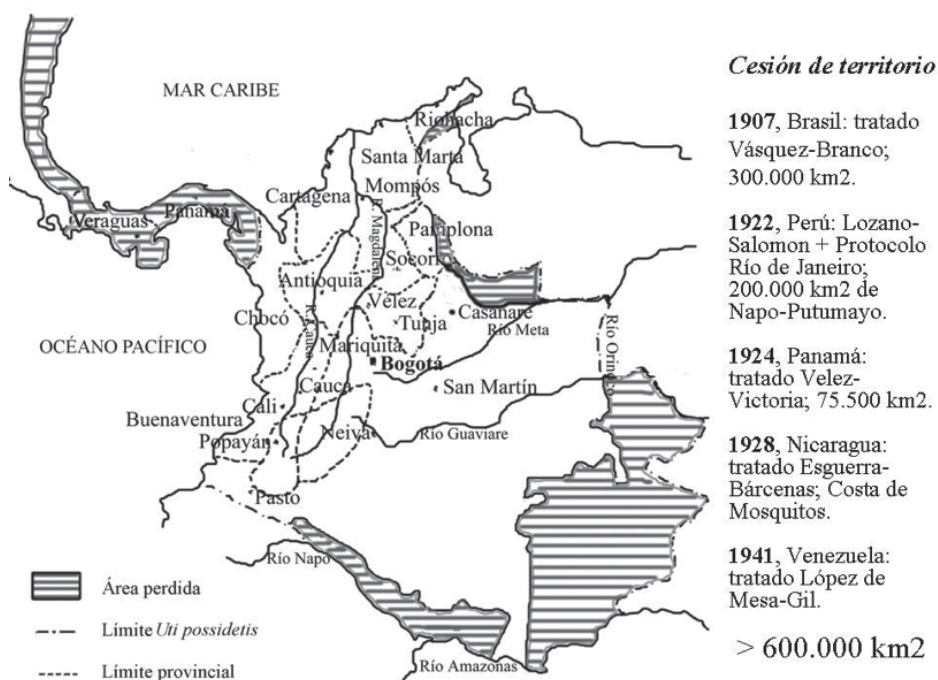 MAR CARIBE
Riohacha
Santa Marta
Mompós
Cartagena
Veraguas
Panamá
R. Magdalena
Pamplona
Socorr
Antioquia
Vélez
Chocó
Tunja
Casanare
Río Meta
Río Orinoco
R. Cauca
OCÉANO PACÍFICO
Mariquita
Bogotá
Cauca
San Martín
Cali
Buenaventura
Popayán
Neiva
Río Guaviare
Pasto
Río Napo
Río Amazonas
Área perdida
Límite Uti possidetis
Límite provincial
Cesión de territorio
1907, Brasil: tratado
Vásquez-Branco;
300.000 km2.
1922, Perú: Lozano-
Salomon + Protocolo
Río de Janeiro;
200.000 km2 de
Napo-Putumayo.
1924, Panamá:
tratado Velez-
Victoria; 75.500 km2.
1928, Nicaragua:
tratado Esguerra-
Bárcenas; Costa de
Mosquitos.
1941, Venezuela:
tratado López de
Mesa-Gil.
> 600.000 km2